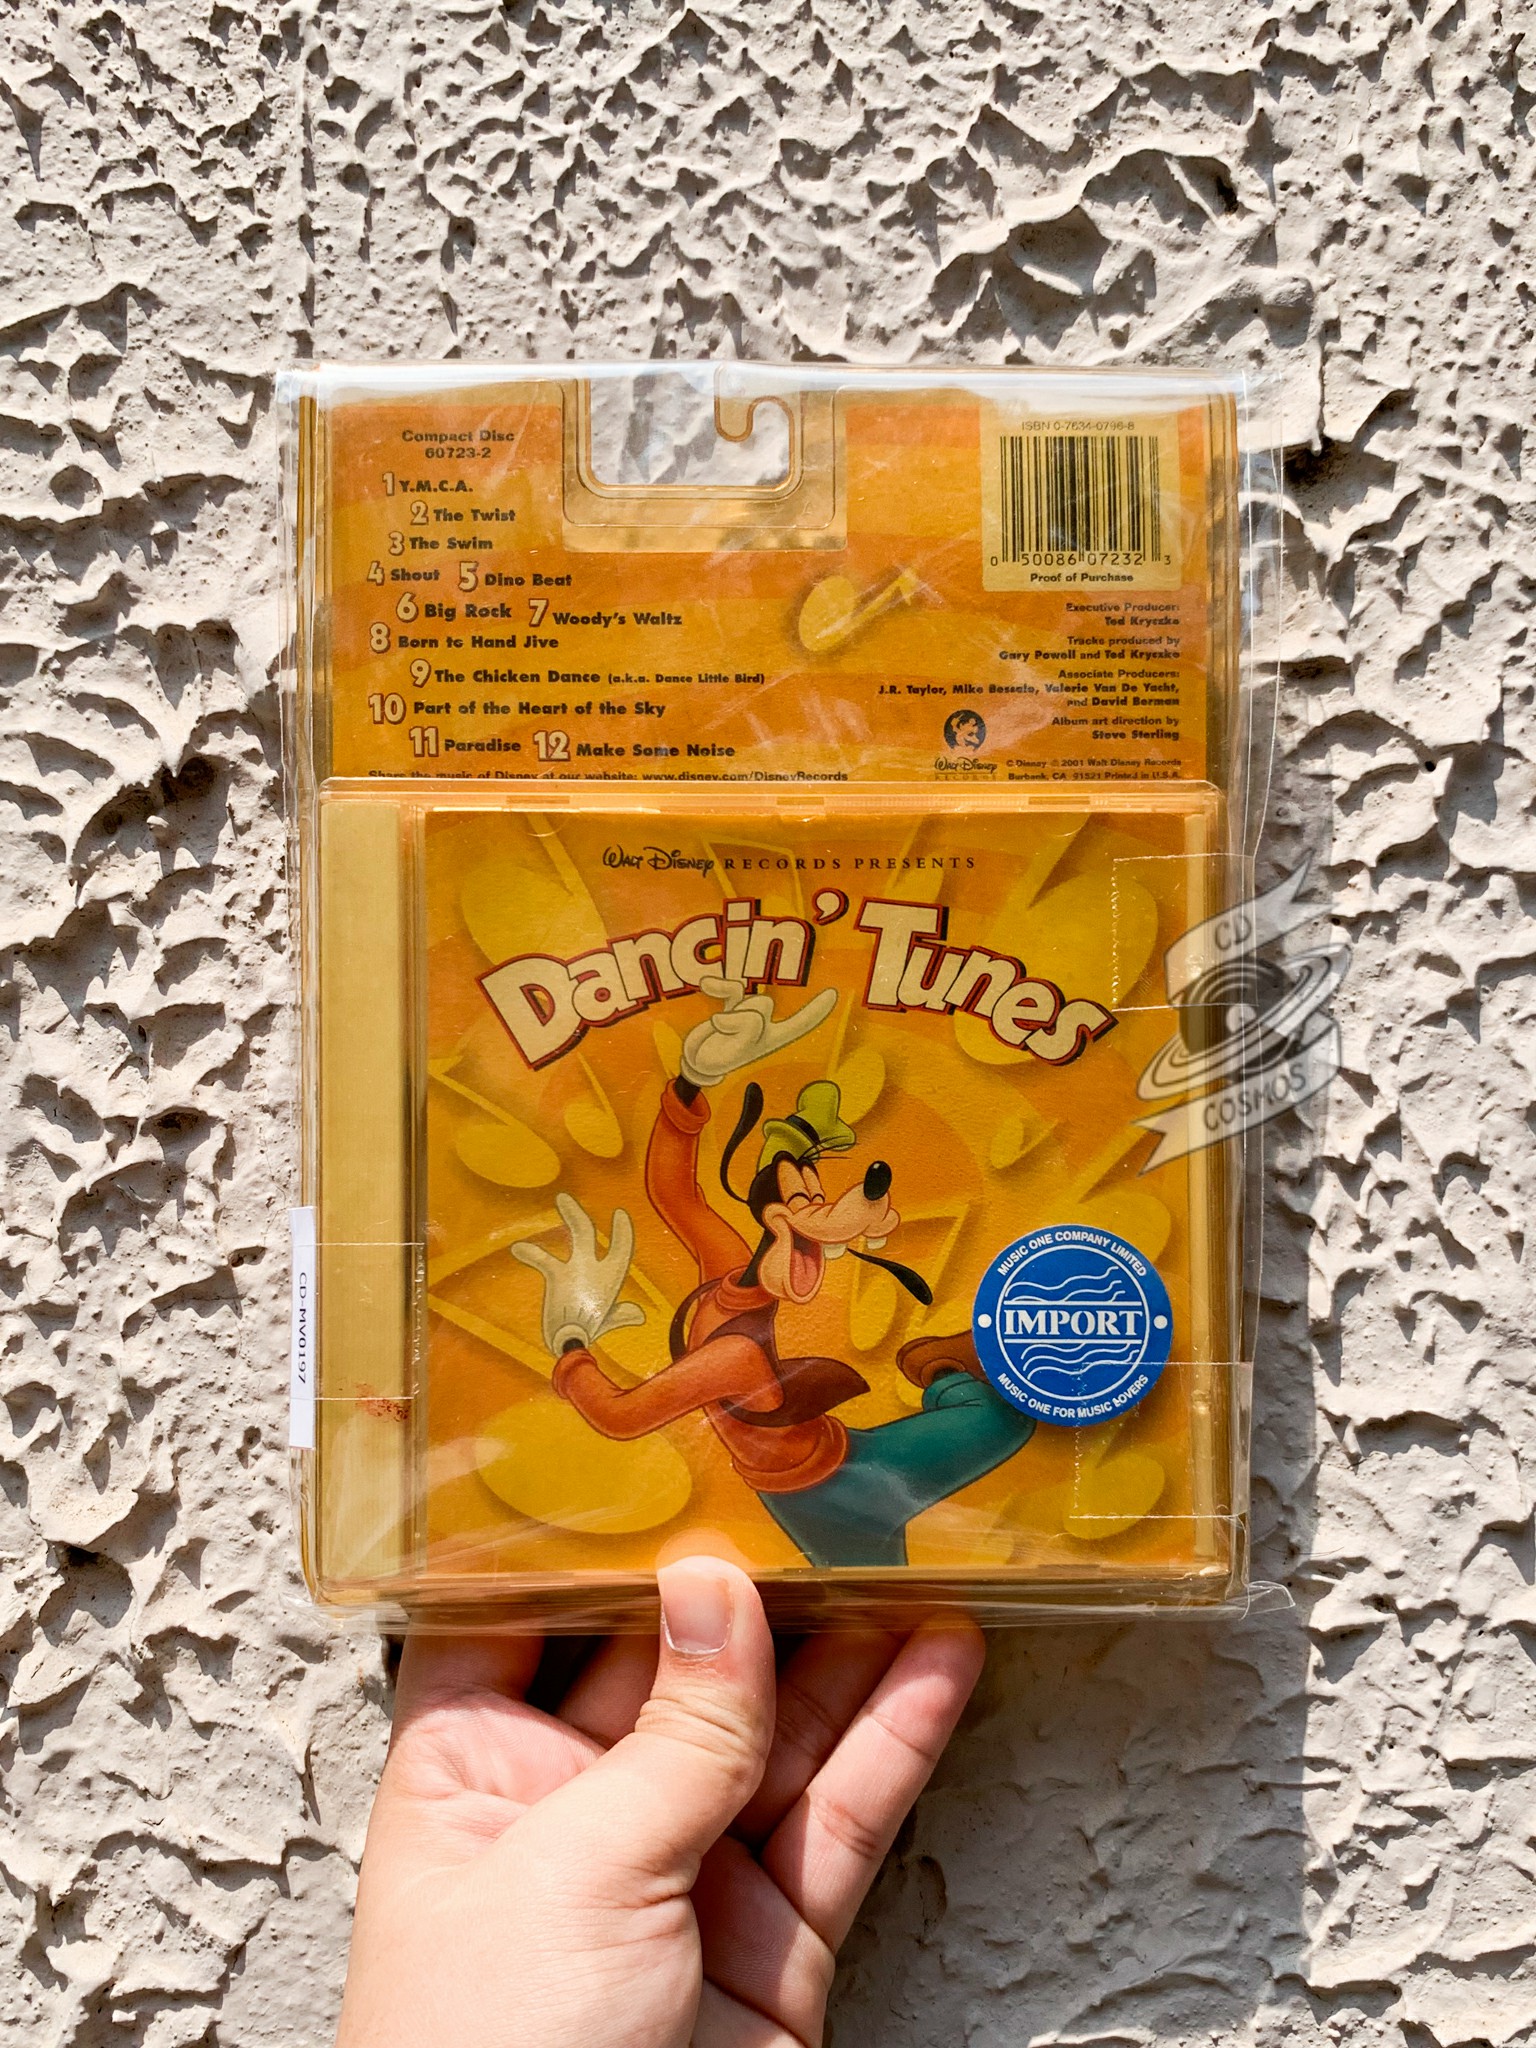 Compact Disc
60723-2
1 Y.M.C.A.
2 The Twist
3 The Swim
4 Shout 5 Dino Beat
6 Big Rock 7 Woody's Waltz
8 Born to Hand Jive
9 The Chicken Dance (a.k.a. Dance Little Bird)
10 Part of the Heart of the Sky
11 Paradise 12 Make Some Noise
Share the music of Disney at our website: www.disney.com/DisneyRecords
ISBN 0-7634-0796-8
0 50086 07232 3
Proof of Purchase
Executive Producer:
Ted Kryczko
Tracks produced by
Gary Powell and Ted Kryczko
Associate Producers:
J.R. Taylor, Mike Bessolo, Valerie Van De Yacht,
and David Berman
Album art direction by
Steve Sterling
Walt Disney
RECORDS
© Disney ℗ 2001 Walt Disney Records
Burbank, CA 91521 Printed in U.S.A.
Walt Disney RECORDS PRESENTS
Dancin' Tunes
CD
COSMOS
MUSIC ONE COMPANY LIMITED
IMPORT
MUSIC ONE FOR MUSIC LOVERS
CD-MV0197